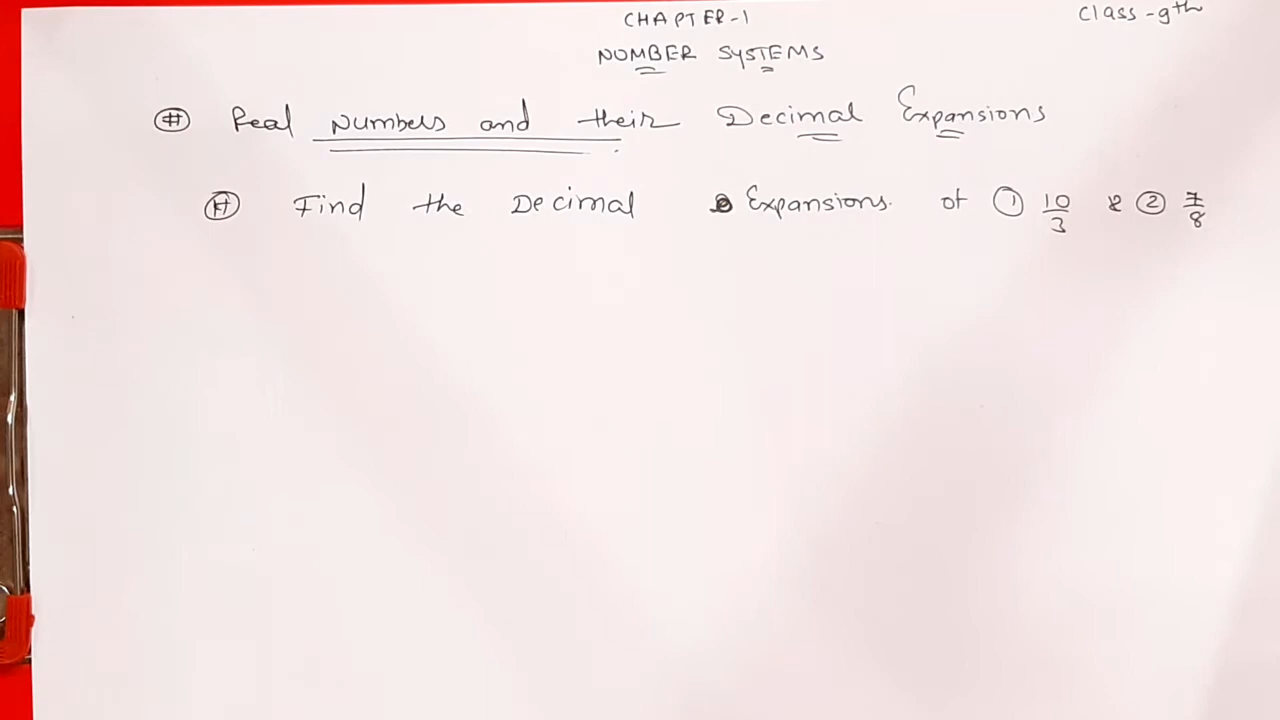 CHAPTER-1
Class-9th
NUMBER SYSTEMS
# Real Numbers and their Decimal Expansions
# Find the Decimal Expansions. of ① 10/3 & ② 7/8